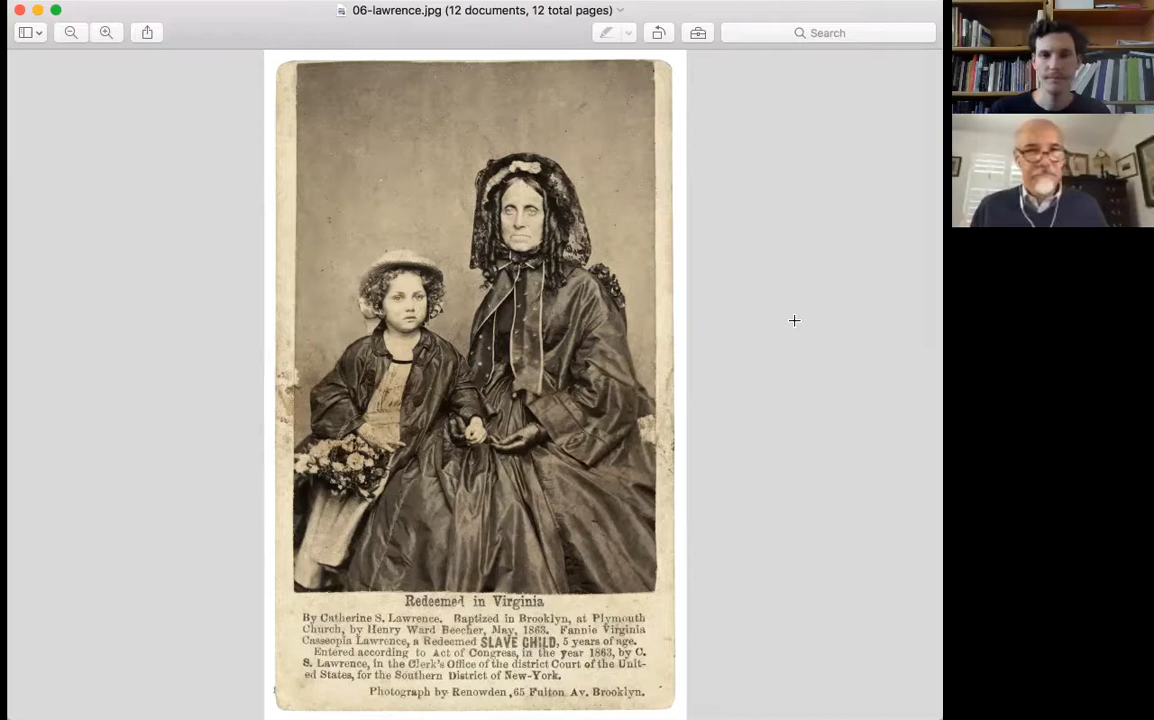 06-lawrence.jpg (12 documents, 12 total pages)
Search
Redeemed in Virginia
By Catherine S. Lawrence. Baptized in Brooklyn, at Plymouth
Church, by Henry Ward Beecher, May, 1863. Fannie Virginia
Casseopia Lawrence, a Redeemed SLAVE CHILD, 5 years of age.
Entered according to Act of Congress, in the year 1863, by C.
S. Lawrence, in the Clerk's Office of the district Court of the Unit-
ed States, for the Southern District of New-York.
Photograph by Renowden, 65 Fulton Av. Brooklyn.